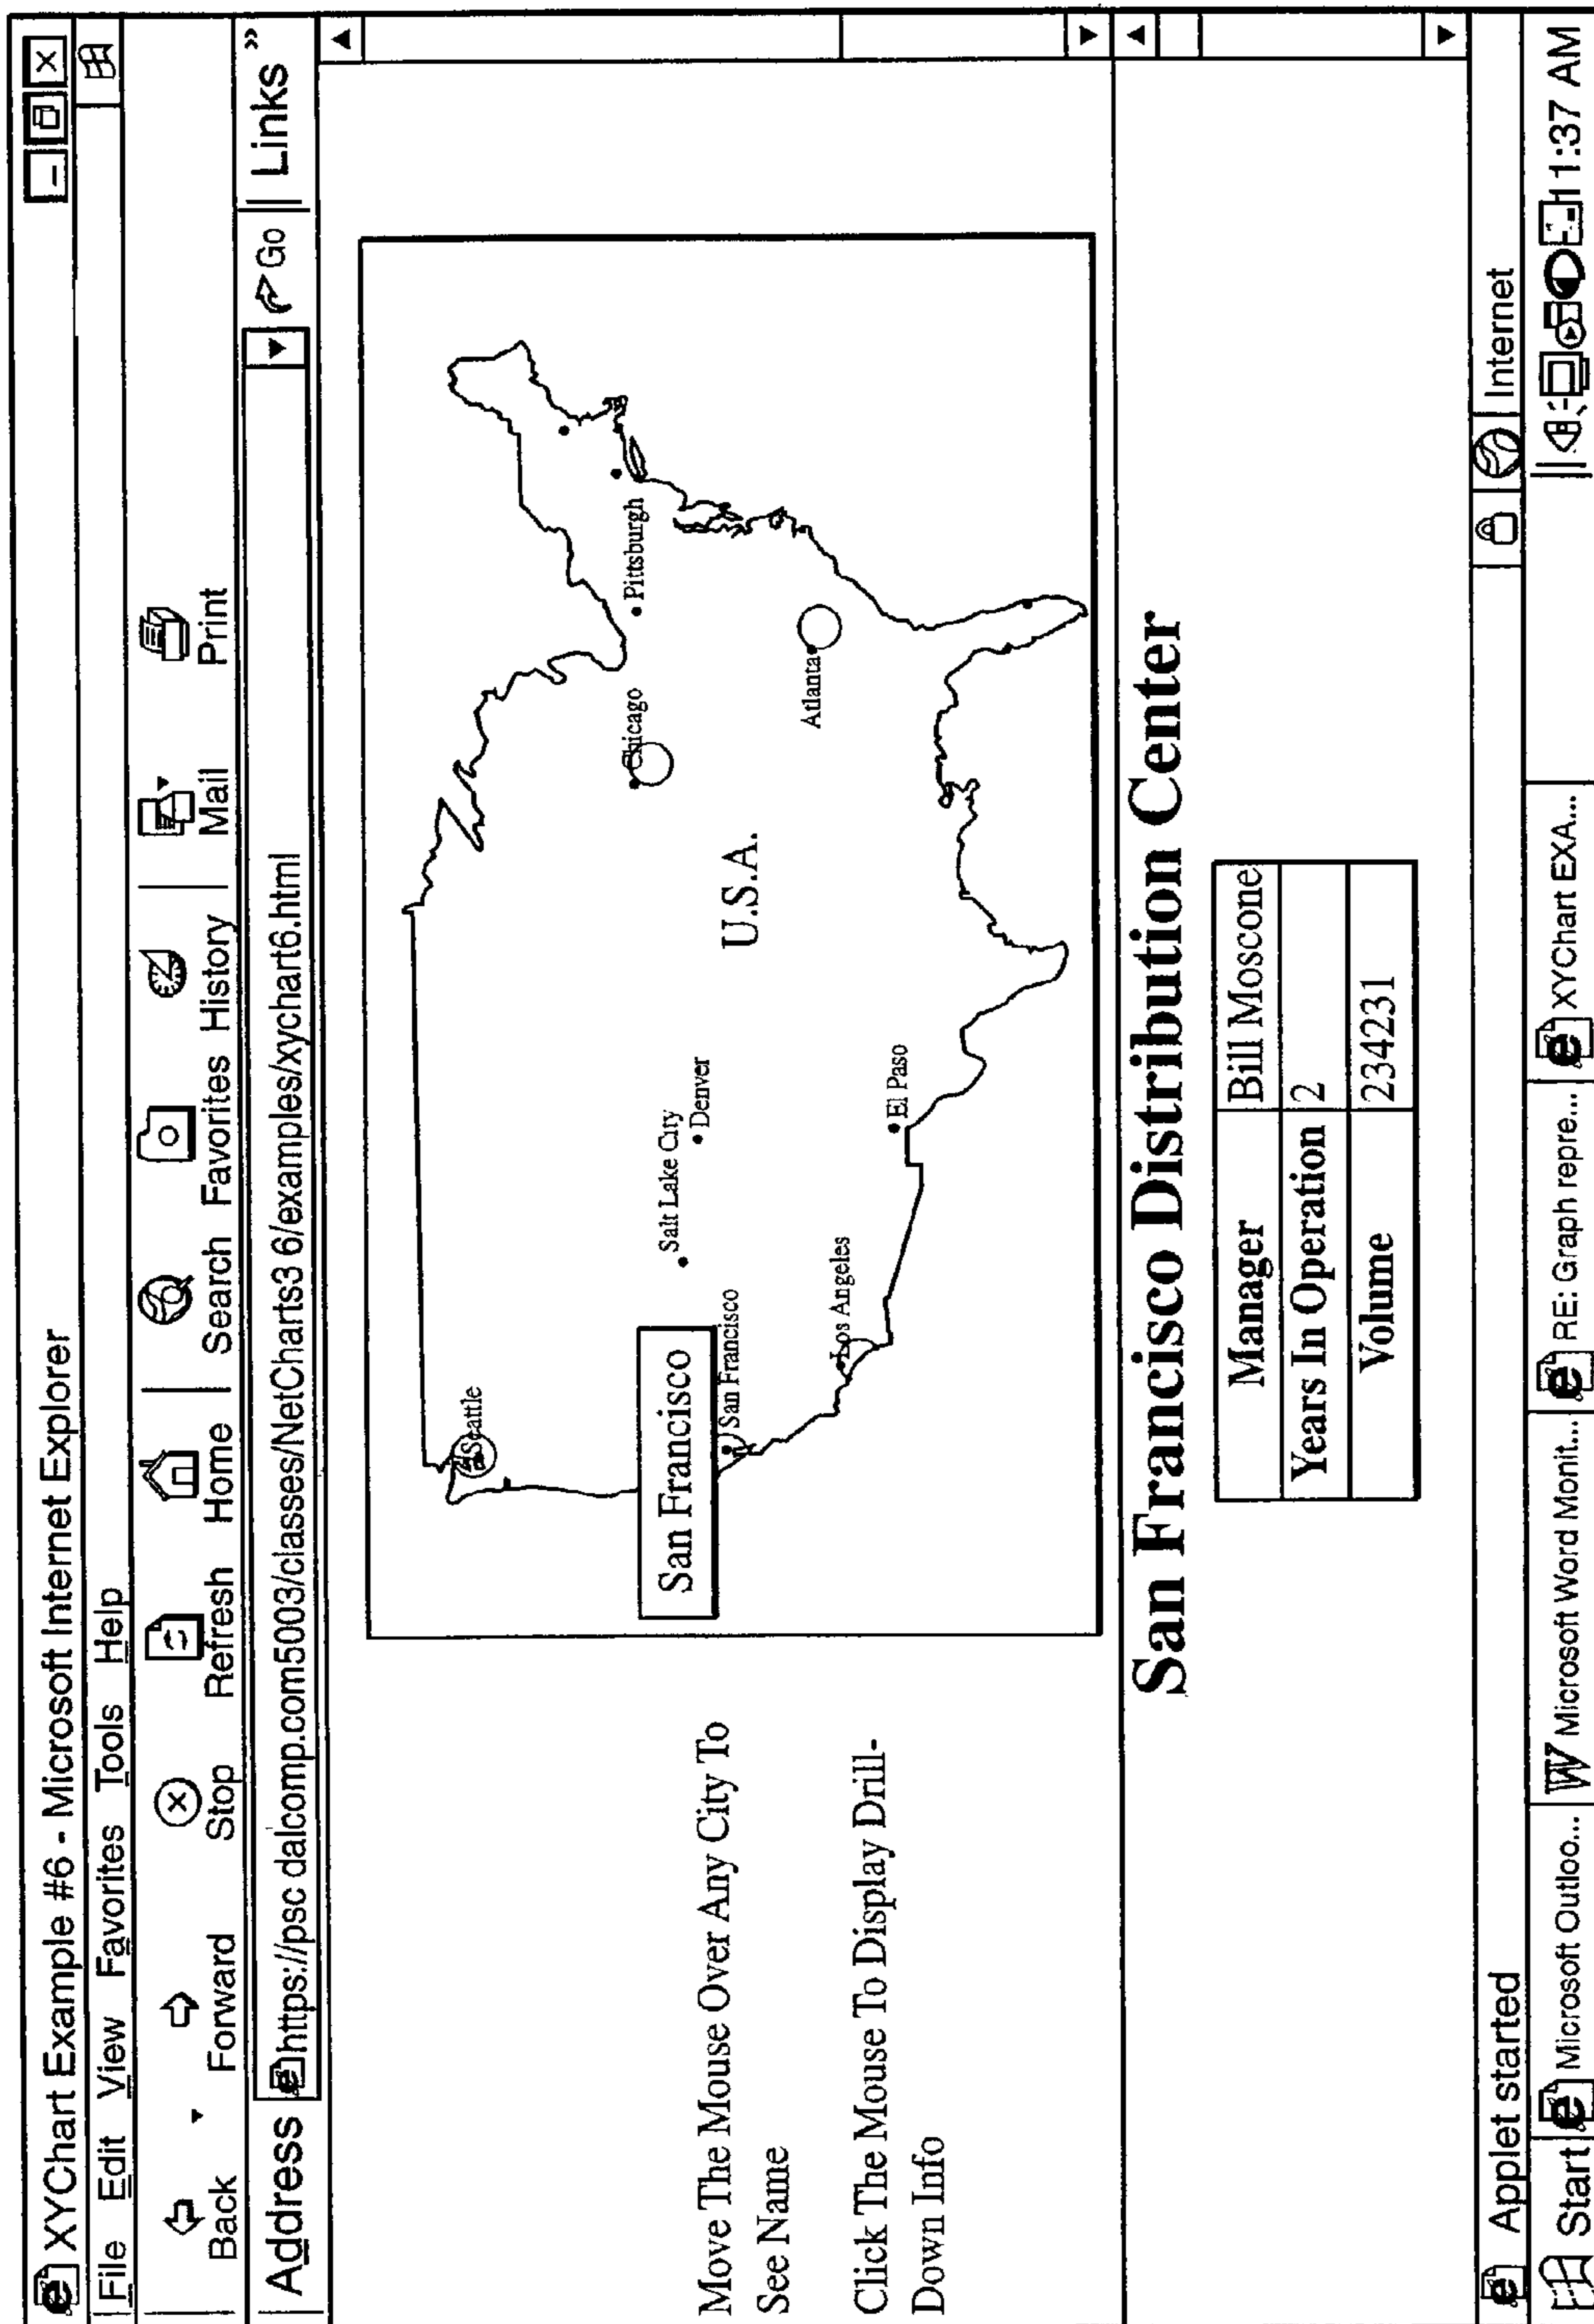 XYChart Example #6 - Microsoft Internet Explorer
File Edit View Favorites Tools Help
Back Forward Stop Refresh Home Search Favorites History Mail Print
Address https://psc dalcomp.com5003/classes/NetCharts3 6/examples/xychart6.html Go Links »
Move The Mouse Over Any City To
See Name
Click The Mouse To Display Drill-
Down Info
Seattle
San Francisco
San Francisco
Los Angeles
Salt Lake City
Denver
El Paso
U.S.A.
Chicago
Pittsburgh
Atlanta
San Francisco Distribution Center
Manager Bill Moscone
Years In Operation 2
Volume 234231
Applet started Internet
Start Microsoft Outloo... Microsoft Word Monit... RE: Graph repre... XYChart EXA... 11:37 AM